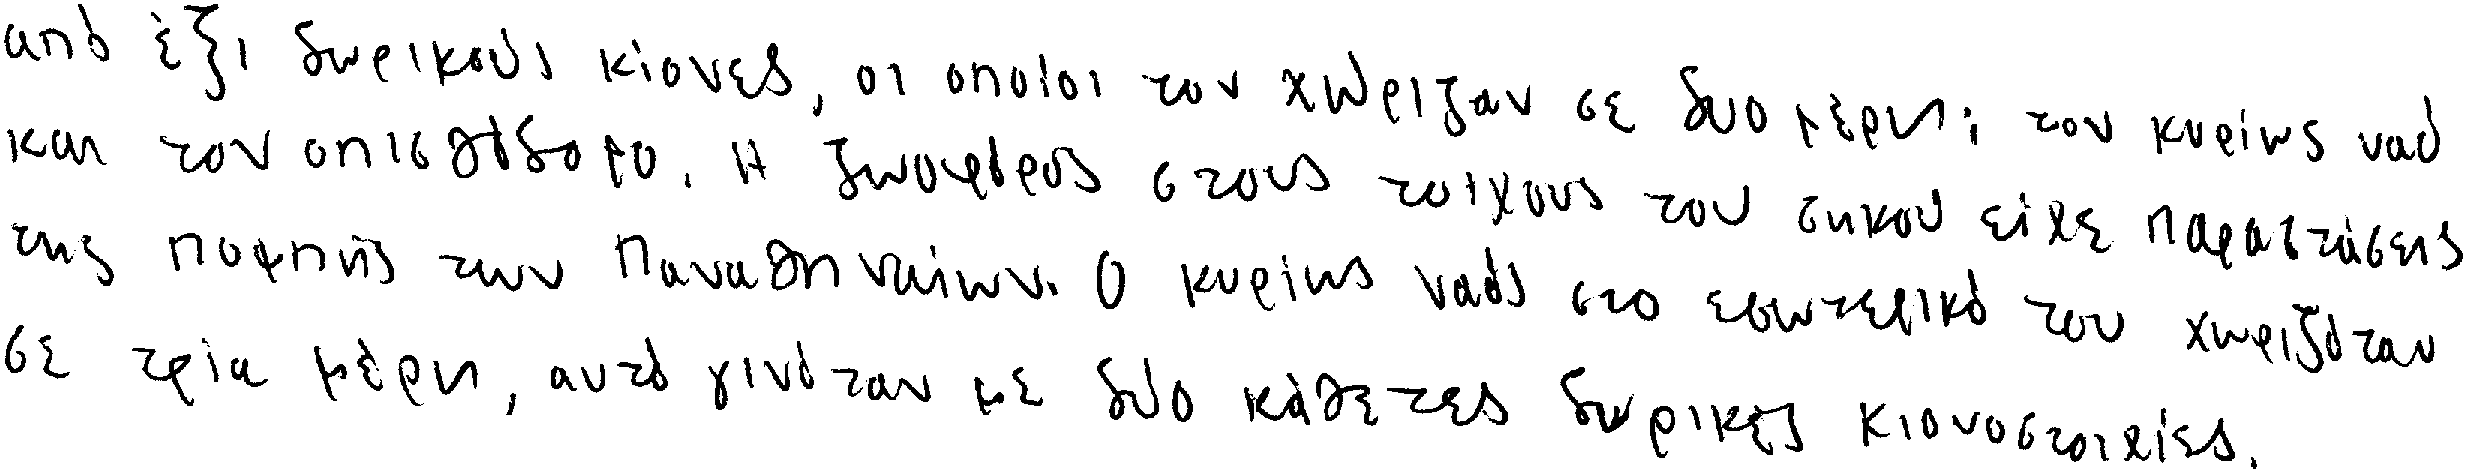 από έξι δωρικούς κίονες, οι οποίοι τον χώριζαν σε δυο μέρη; τον κυρίως ναό
και τον οπισθόδομο. Η ζωοφόρος στους τοίχους του σηκού είχε παραστάσεις
της πομπής των Παναθηναίων. Ο κυρίως ναός στο εσωτερικό του χωριζόταν
σε τρία μέρη, αυτό γινόταν με δύο κάθετες δωρικές κιονοστοιχίες.